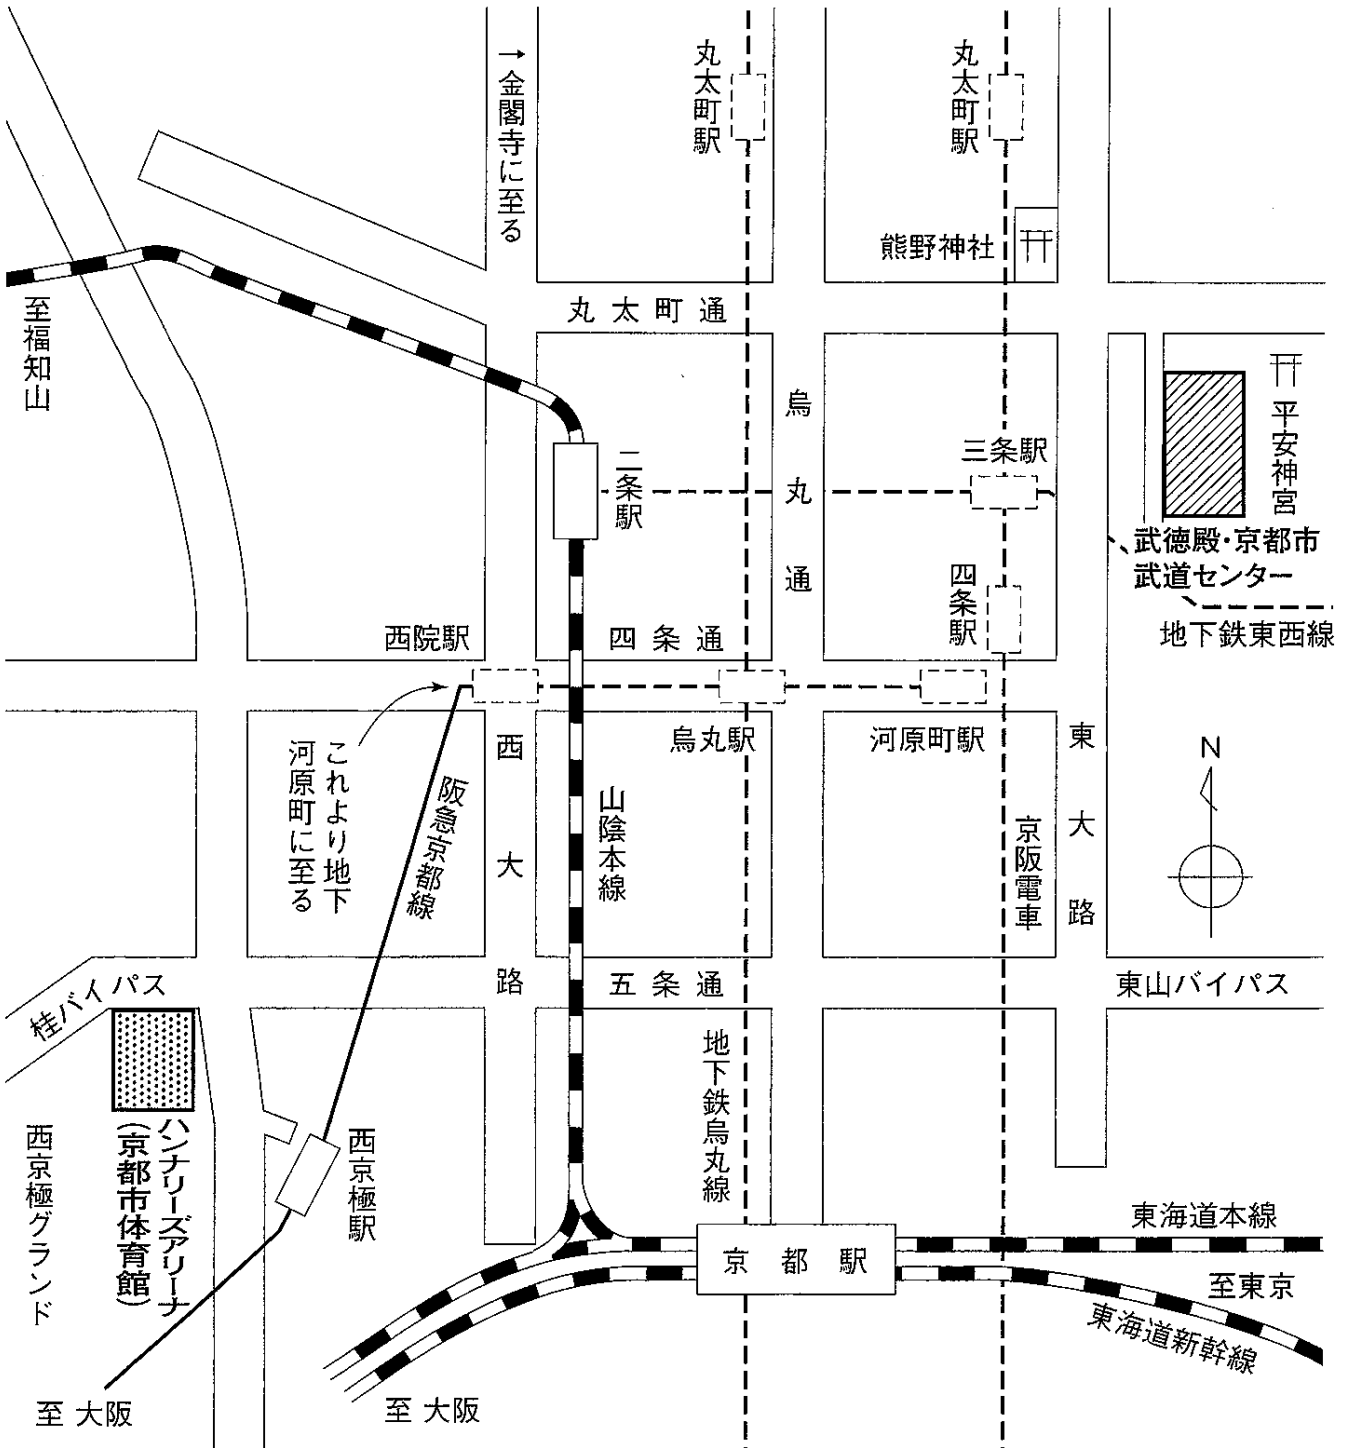 →金閣寺に至る
丸太町駅
丸太町駅
熊野神社
丸太町通
至福知山
烏丸通
平安神宮
三条駅
二条駅
武徳殿・京都市
武道センター
四条駅
地下鉄東西線
西院駅
四条通
烏丸駅
河原町駅
これより地下
河原町に至る
阪急京都線
西大路
山陰本線
京阪電車
東大路
N
桂バイパス
五条通
東山バイパス
地下鉄烏丸線
ハンナリーズアリーナ
(京都市体育館)
西京極グランド
西京極駅
京都駅
東海道本線
至東京
東海道新幹線
至 大阪
至 大阪